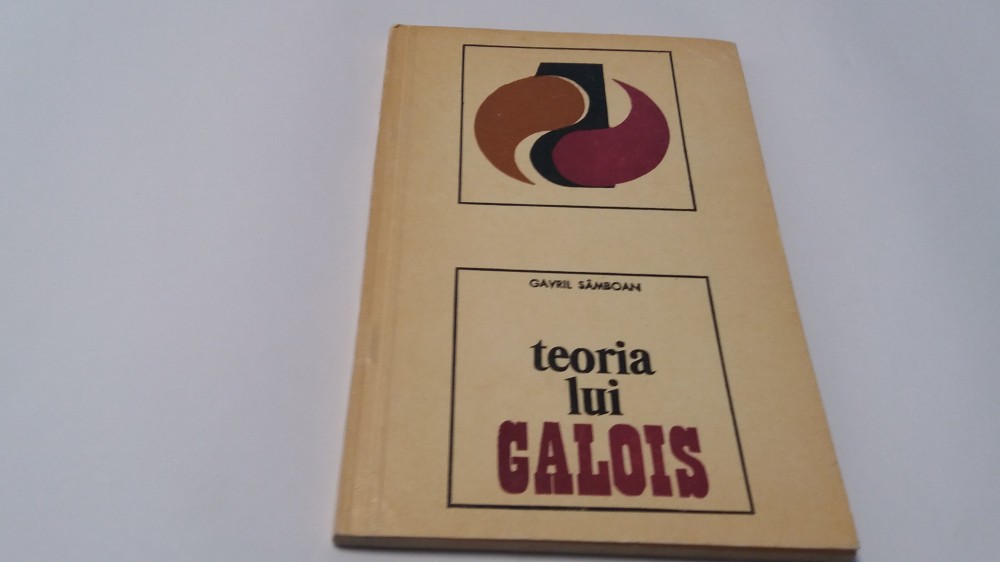 GAVRIL SÂMBOAN
teoria
lui
GALOIS